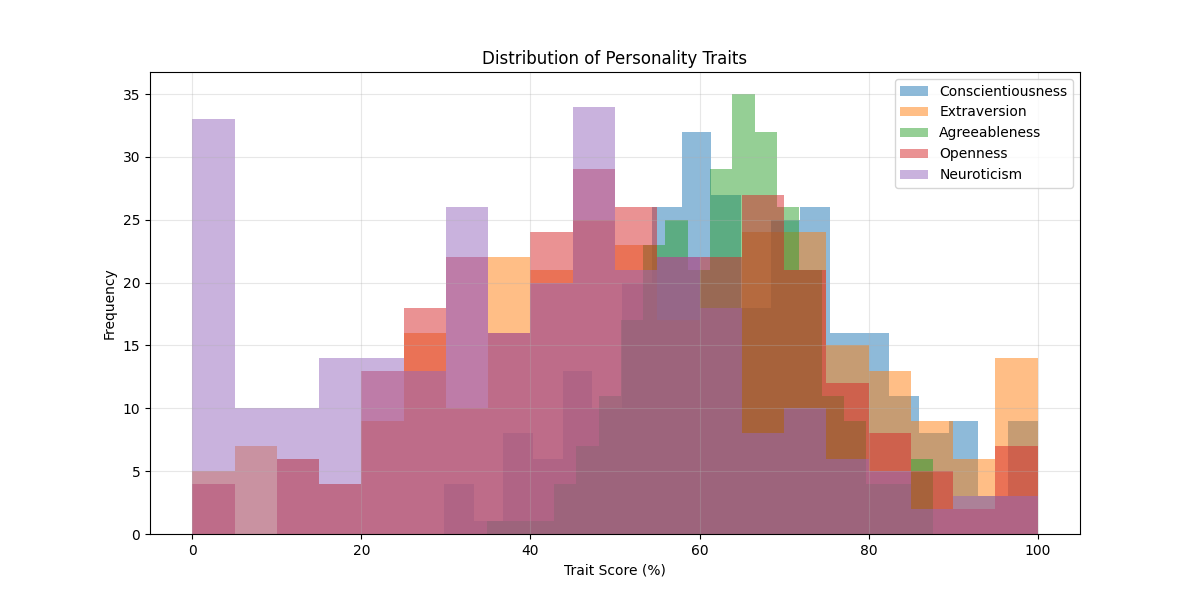 Distribution of Personality Traits
Frequency
35
30
25
20
15
10
5
0
0 20 40 60 80 100
Trait Score (%)
Conscientiousness
Extraversion
Agreeableness
Openness
Neuroticism